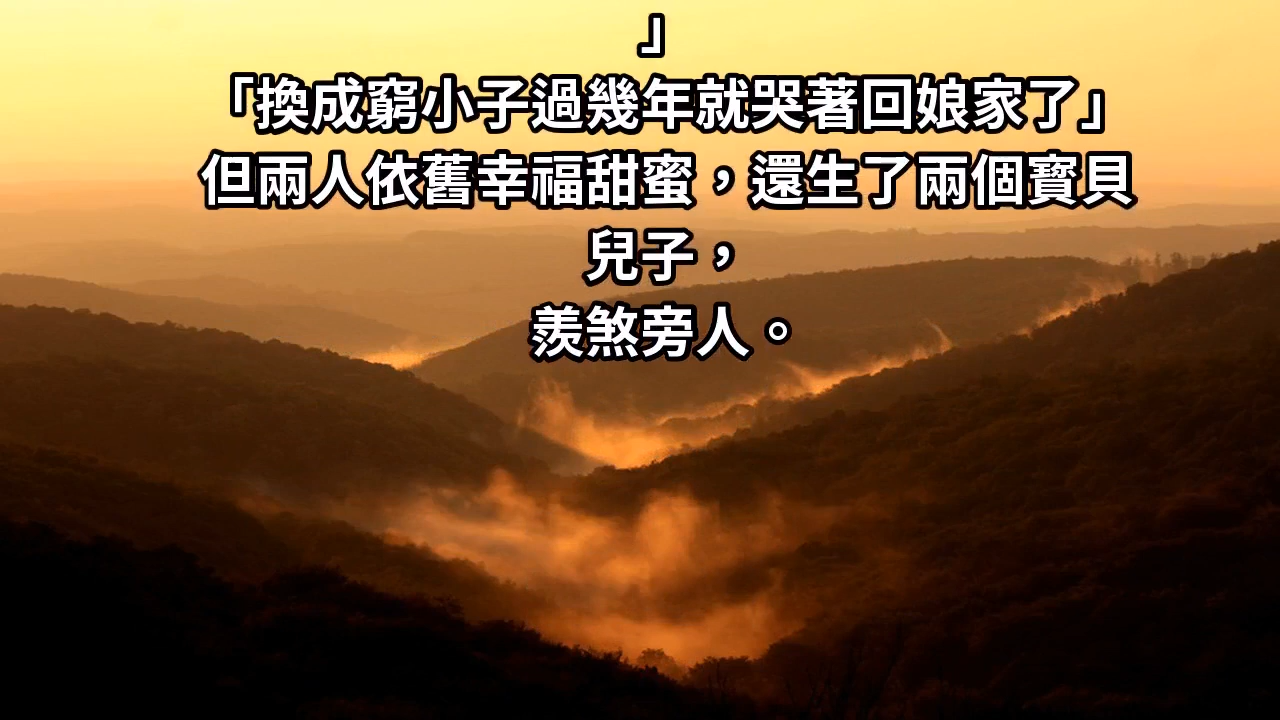 』
「換成窮小子過幾年就哭著回娘家了」
但兩人依舊幸福甜蜜，還生了兩個寶貝
兒子，
羨煞旁人。